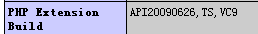 PHP Extension
Build
API20090626,TS,VC9